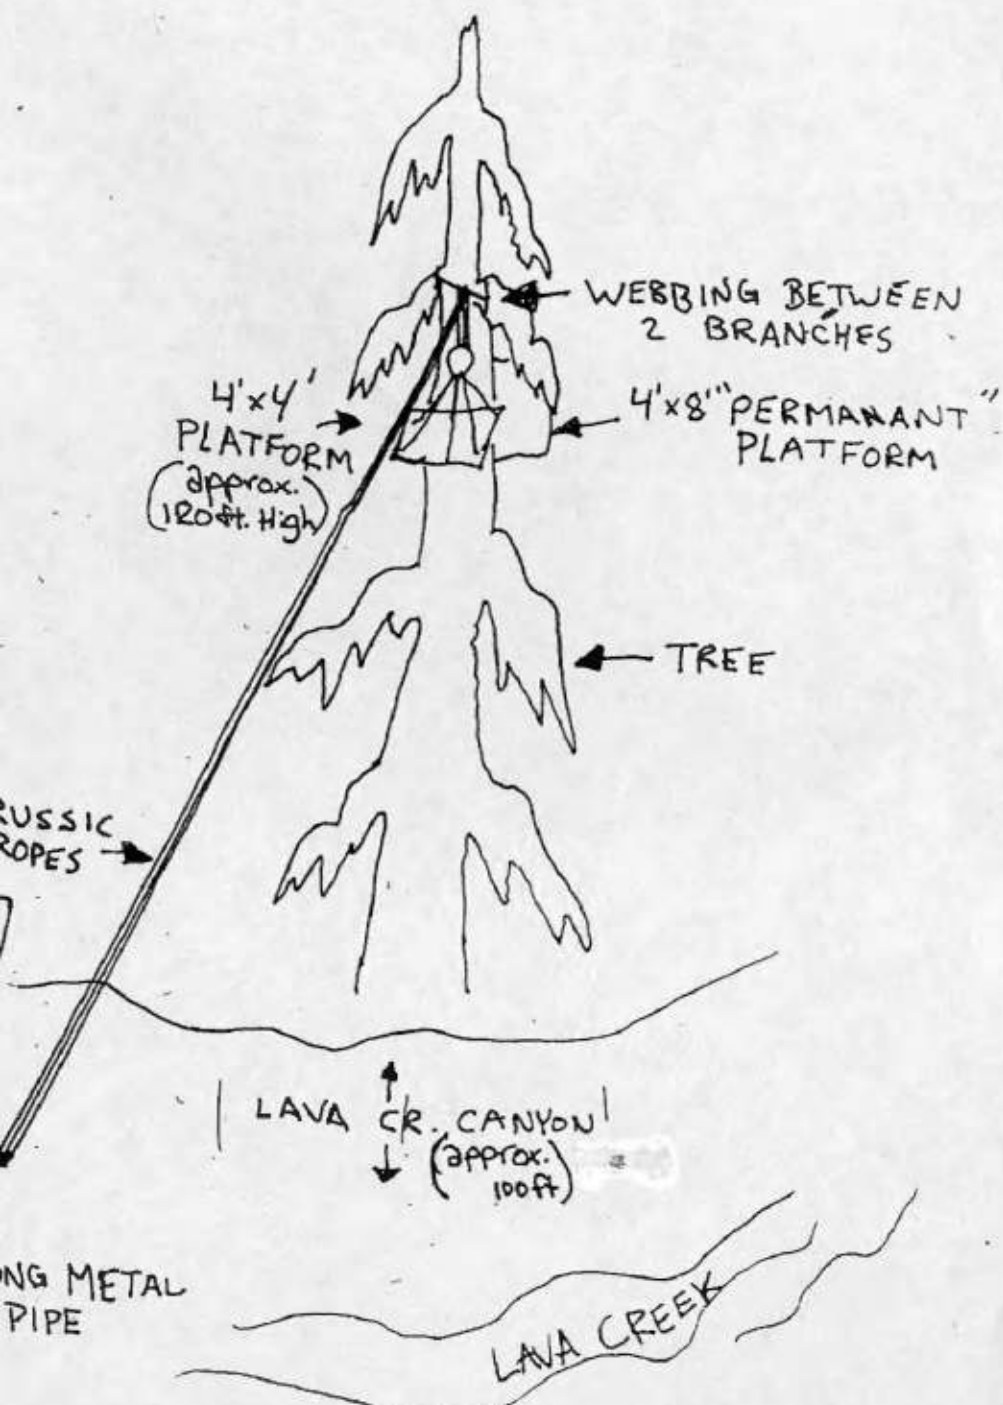 WEBBING BETWEEN
2 BRANCHES
4'x4'
PLATFORM
(approx.
120ft. High)
4'x8' "PERMANANT"
PLATFORM
TREE
RUSSIC
ROPES
LAVA CR. CANYON
(approx.
100ft)
ONG METAL
PIPE
LAVA CREEK